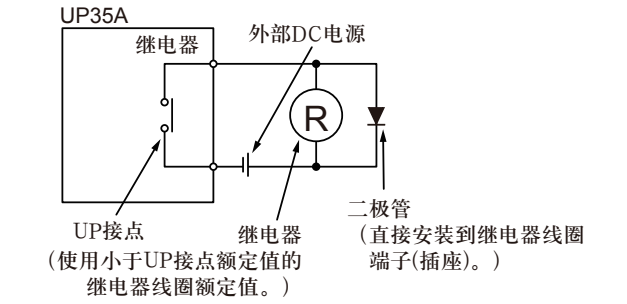 UP35A
继电器
外部DC电源
R
UP接点
(使用小于UP接点额定值的
继电器线圈额定值。)
继电器
二极管
(直接安装到继电器线圈
端子(插座)。)